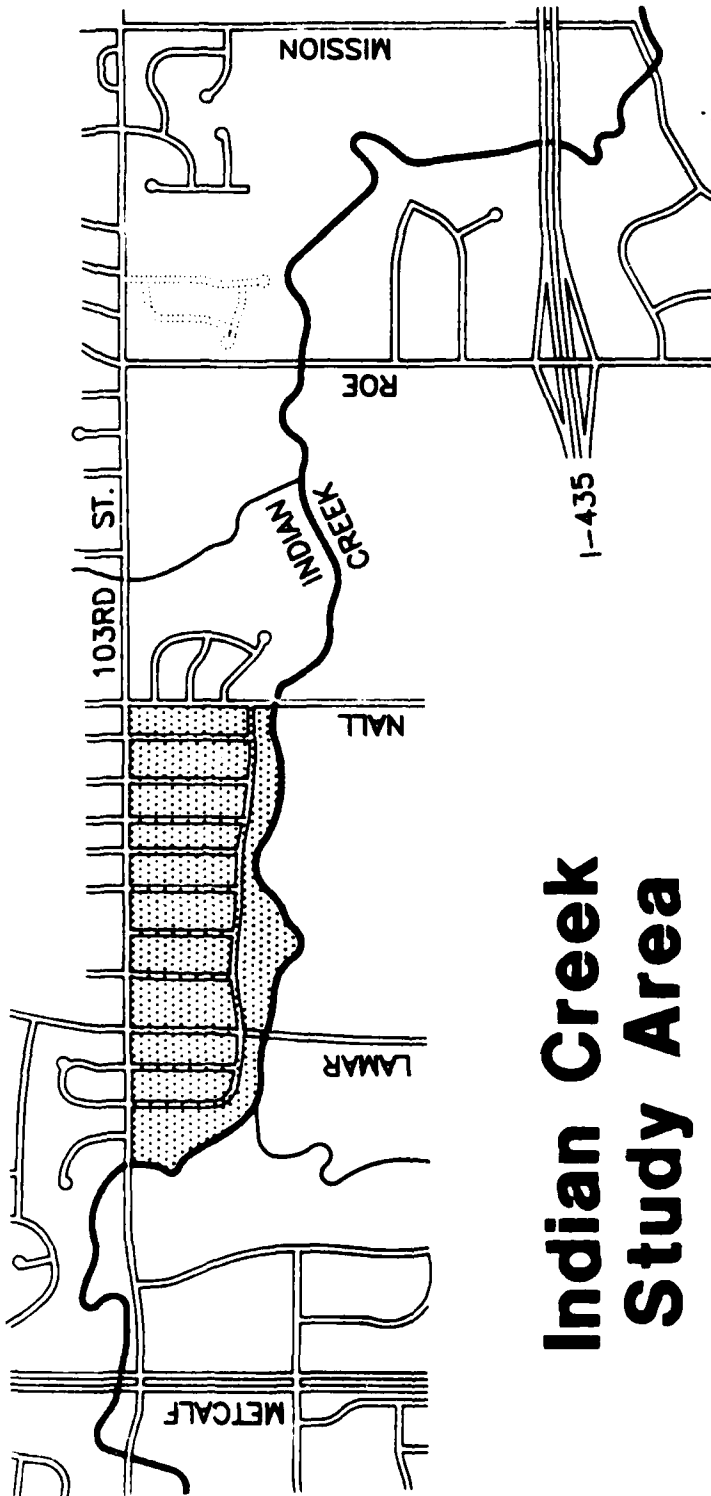 MISSION
ROE
103RD ST.
INDIAN
CREEK
I-435
NALL
LAMAR
METCALF
Indian Creek
Study Area